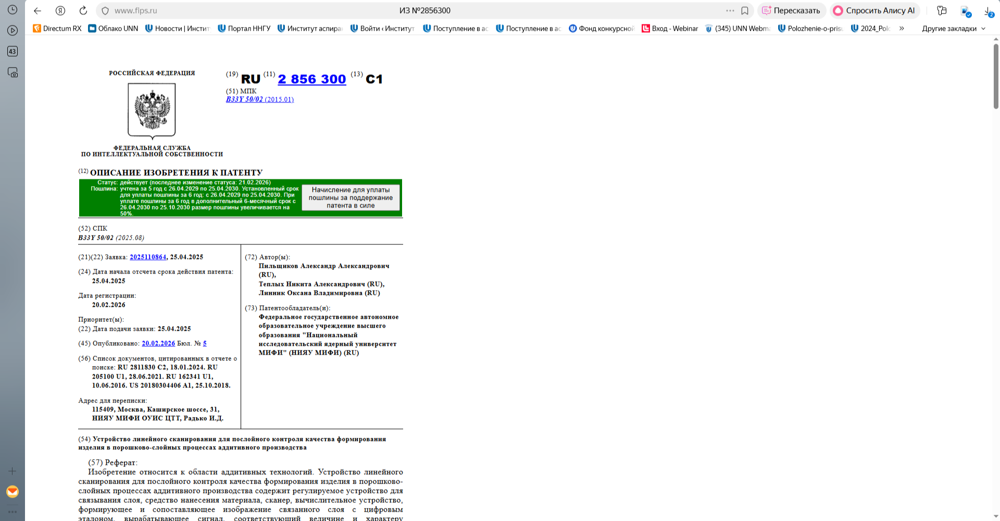 www.fips.ru
ИЗ №2856300
Пересказать
Спросить Алису AI
2
43
Directum RX
Облако UNN
Новости | Инсти
Портал ННГУ
Институт аспира
Войти ‹ Институт
Поступление в ас
Поступление в ас
Фонд конкурсной
Вход - Webinar
(345) UNN Webma
Polozhenie-o-prisu
2024_Polo
»
Другие закладки
РОССИЙСКАЯ ФЕДЕРАЦИЯ
ФЕДЕРАЛЬНАЯ СЛУЖБА
ПО ИНТЕЛЛЕКТУАЛЬНОЙ СОБСТВЕННОСТИ
(19) RU (11) 2 856 300 (13) C1
(51) МПК
B33Y 50/02 (2015.01)
(12) ОПИСАНИЕ ИЗОБРЕТЕНИЯ К ПАТЕНТУ
Статус: действует (последнее изменение статуса: 21.02.2026)
Пошлина: учтена за 5 год с 26.04.2029 по 25.04.2030. Установленный срок
для уплаты пошлины за 6 год: с 26.04.2029 по 25.04.2030. При
уплате пошлины за 6 год в дополнительный 6-месячный срок с
26.04.2030 по 25.10.2030 размер пошлины увеличивается на
50%.
Начисление для уплаты
пошлины за поддержание
патента в силе
(52) СПК
B33Y 50/02 (2025.08)
(21)(22) Заявка: 2025110864, 25.04.2025
(24) Дата начала отсчета срока действия патента:
25.04.2025
Дата регистрации:
20.02.2026
Приоритет(ы):
(22) Дата подачи заявки: 25.04.2025
(45) Опубликовано: 20.02.2026 Бюл. № 5
(56) Список документов, цитированных в отчете о
поиске: RU 2811830 C2, 18.01.2024. RU
205100 U1, 28.06.2021. RU 162341 U1,
10.06.2016. US 20180304406 A1, 25.10.2018.
Адрес для переписки:
115409, Москва, Каширское шоссе, 31,
НИЯУ МИФИ ОУИС ЦТТ, Радько И.Д.
(72) Автор(ы):
Пильщиков Александр Александрович
(RU),
Теплых Никита Александрович (RU),
Линник Оксана Владимировна (RU)
(73) Патентообладатель(и):
Федеральное государственное автономное
образовательное учреждение высшего
образования "Национальный
исследовательский ядерный университет
МИФИ" (НИЯУ МИФИ) (RU)
(54) Устройство линейного сканирования для послойного контроля качества формирования
изделия в порошково-слойных процессах аддитивного производства
(57) Реферат:
Изобретение относится к области аддитивных технологий. Устройство линейного
сканирования для послойного контроля качества формирования изделия в порошково-
слойных процессах аддитивного производства содержит регулируемое устройство для
связывания слоя, средство нанесения материала, сканер, вычислительное устройство,
формирующее и сопоставляющее изображение связанного слоя с цифровым
эталоном, вырабатывающее сигнал, соответствующий величине и характеру